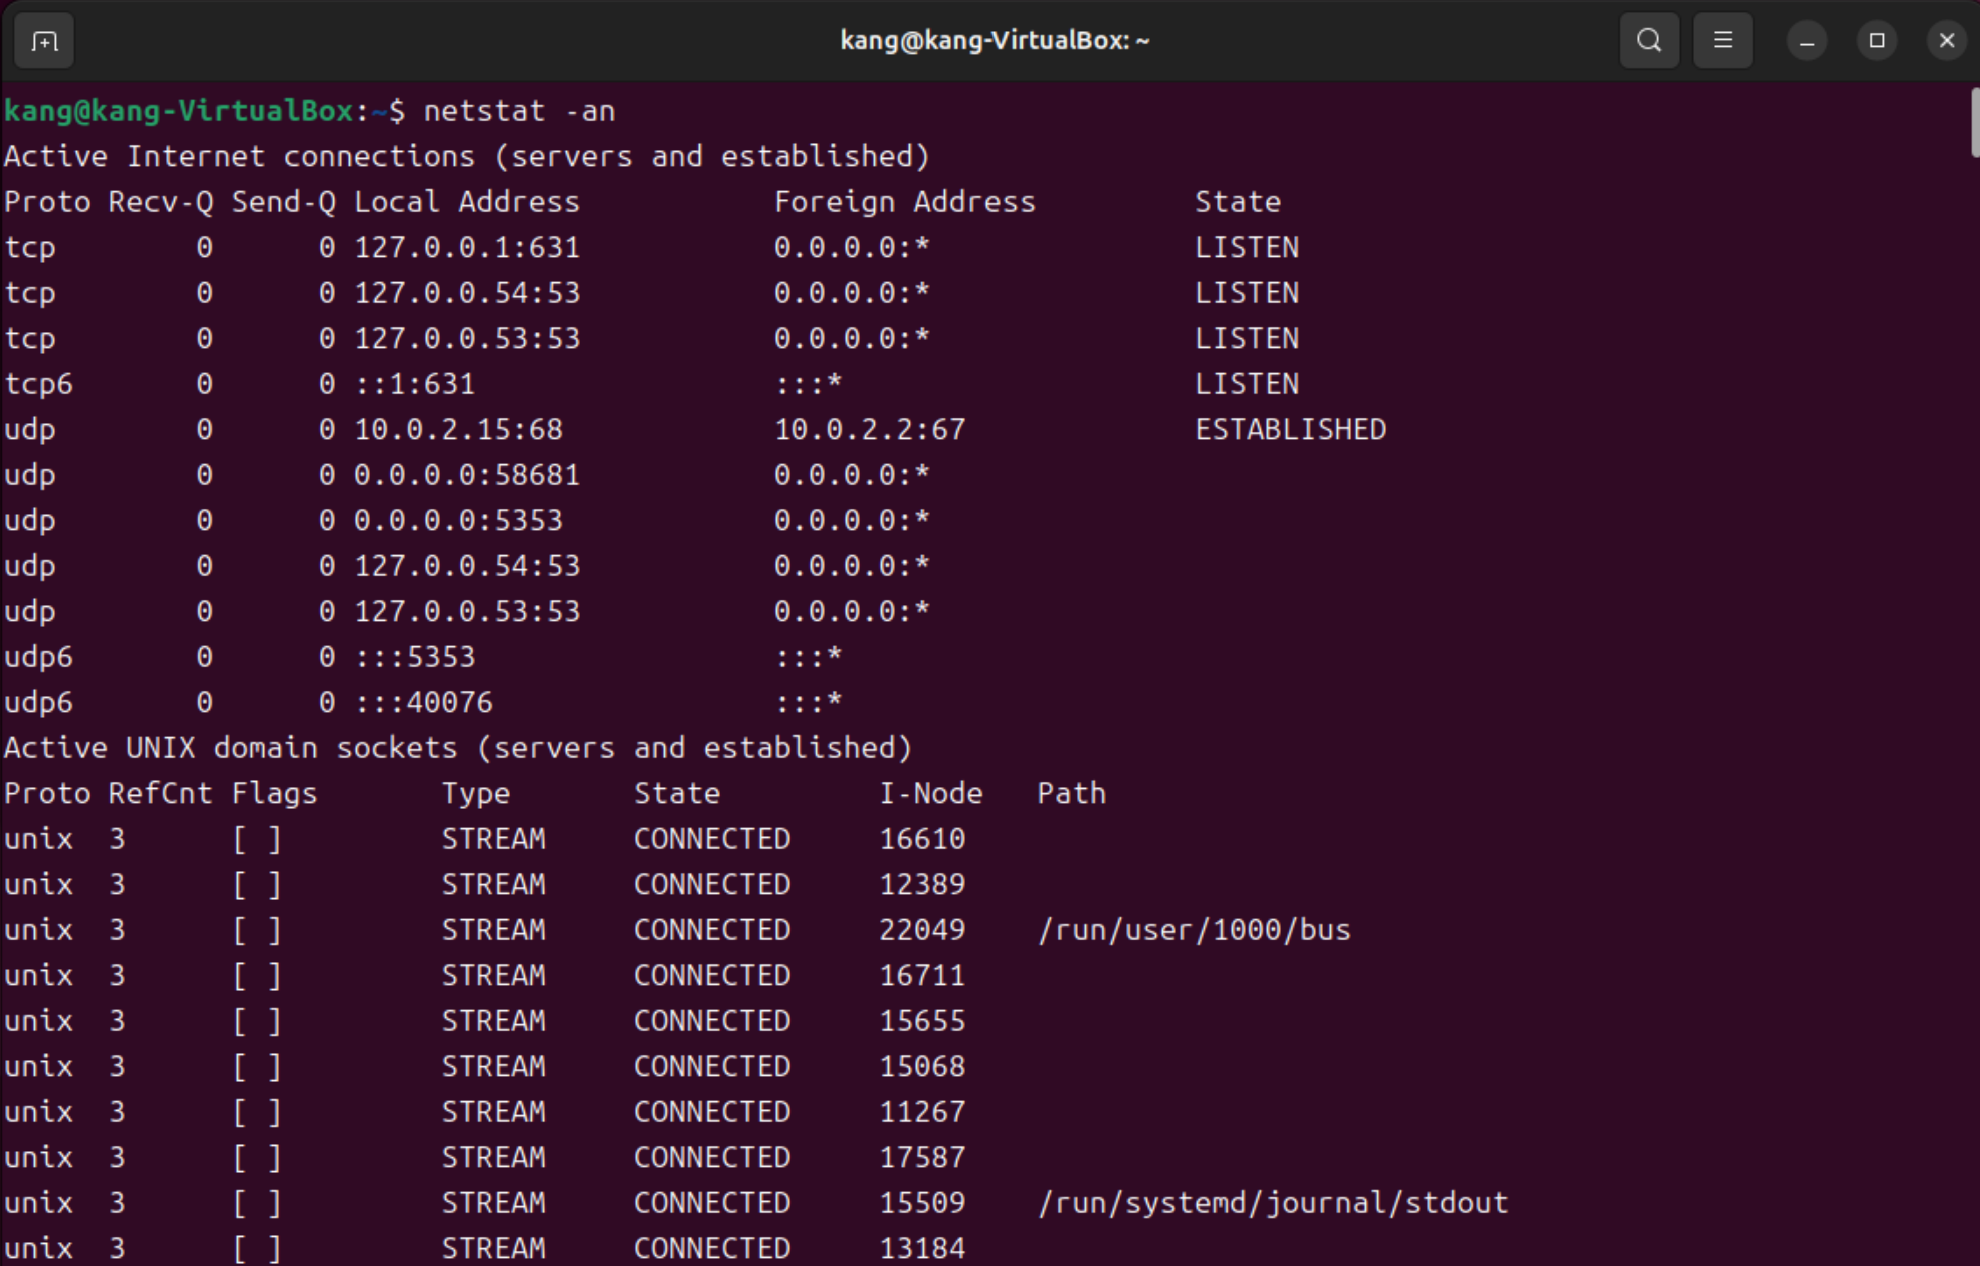 kang@kang-VirtualBox: ~
kang@kang-VirtualBox:~$ netstat -an
Active Internet connections (servers and established)
Proto Recv-Q Send-Q Local Address           Foreign Address         State
tcp        0      0 127.0.0.1:631           0.0.0.0:*               LISTEN
tcp        0      0 127.0.0.54:53           0.0.0.0:*               LISTEN
tcp        0      0 127.0.0.53:53           0.0.0.0:*               LISTEN
tcp6       0      0 ::1:631                 :::*                    LISTEN
udp        0      0 10.0.2.15:68            10.0.2.2:67             ESTABLISHED
udp        0      0 0.0.0.0:58681           0.0.0.0:*
udp        0      0 0.0.0.0:5353            0.0.0.0:*
udp        0      0 127.0.0.54:53           0.0.0.0:*
udp        0      0 127.0.0.53:53           0.0.0.0:*
udp6       0      0 :::5353                 :::*
udp6       0      0 :::40076                :::*
Active UNIX domain sockets (servers and established)
Proto RefCnt Flags       Type       State         I-Node   Path
unix  3      [ ]         STREAM     CONNECTED     16610
unix  3      [ ]         STREAM     CONNECTED     12389
unix  3      [ ]         STREAM     CONNECTED     22049    /run/user/1000/bus
unix  3      [ ]         STREAM     CONNECTED     16711
unix  3      [ ]         STREAM     CONNECTED     15655
unix  3      [ ]         STREAM     CONNECTED     15068
unix  3      [ ]         STREAM     CONNECTED     11267
unix  3      [ ]         STREAM     CONNECTED     17587
unix  3      [ ]         STREAM     CONNECTED     15509    /run/systemd/journal/stdout
unix  3      [ ]         STREAM     CONNECTED     13184